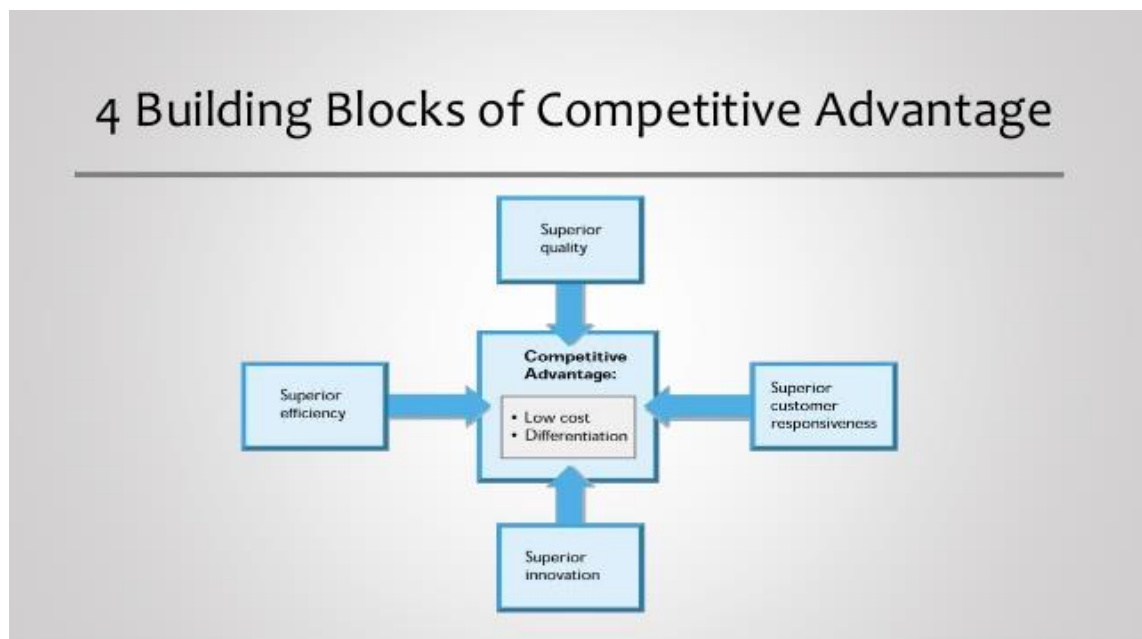 4 Building Blocks of Competitive Advantage
Superior
quality
Superior
efficiency
Competitive
Advantage:
• Low cost
• Differentiation
Superior
customer
responsiveness
Superior
innovation